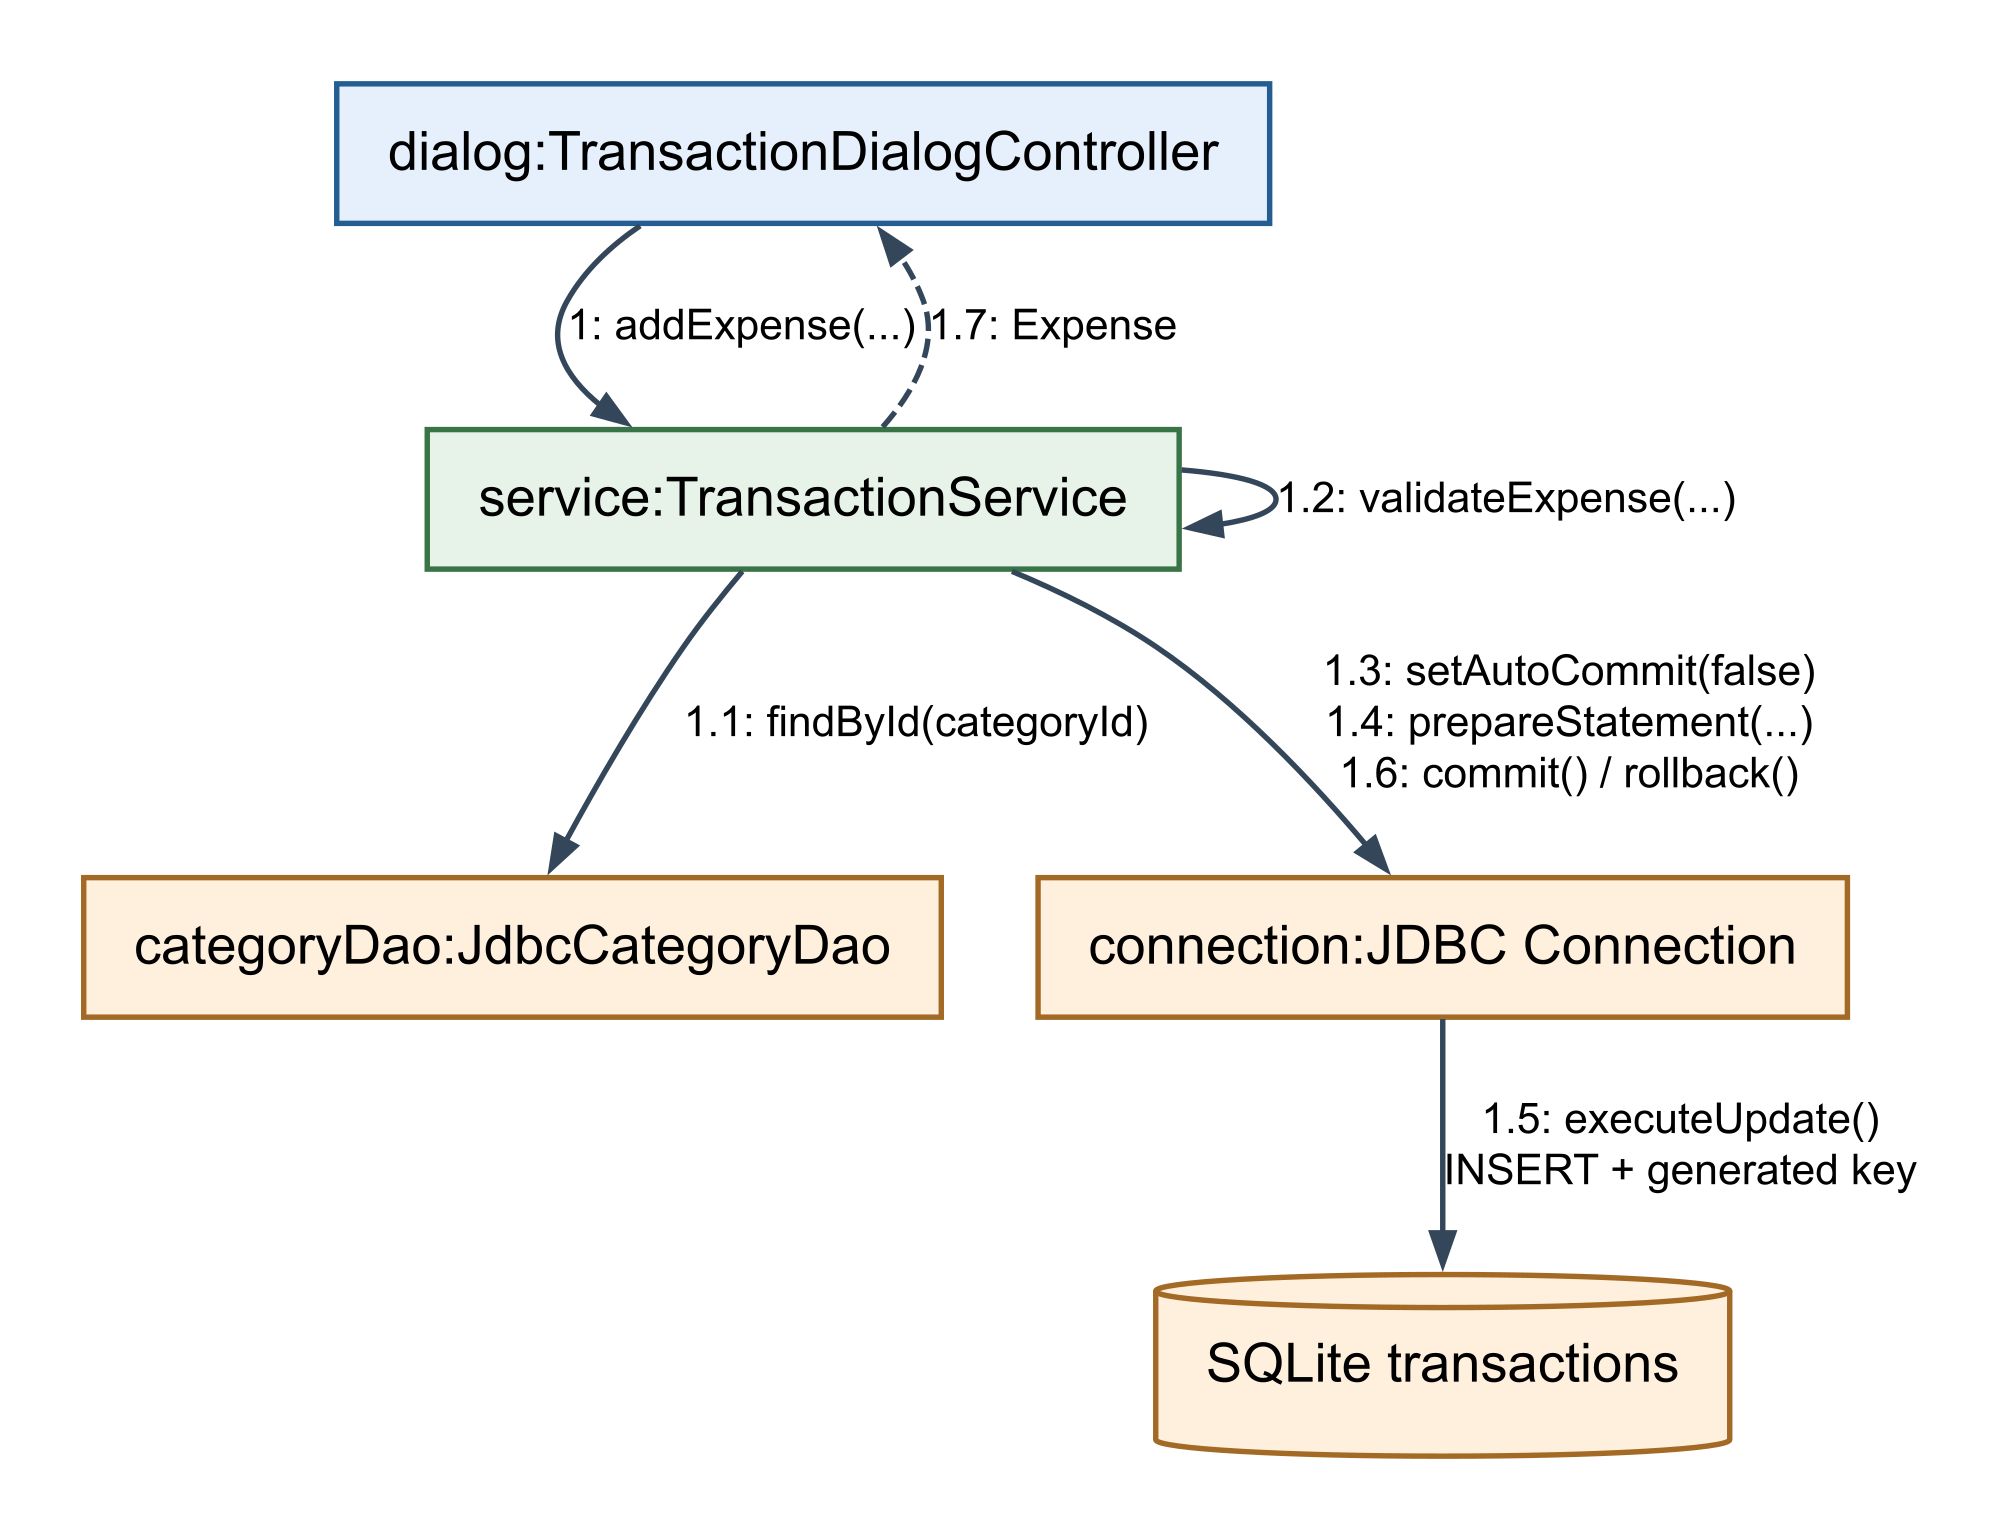 dialog:TransactionDialogController
1: addExpense(...)
1.7: Expense
service:TransactionService
1.2: validateExpense(...)
1.1: findById(categoryId)
1.3: setAutoCommit(false)
1.4: prepareStatement(...)
1.6: commit() / rollback()
categoryDao:JdbcCategoryDao
connection:JDBC Connection
1.5: executeUpdate()
INSERT + generated key
SQLite transactions